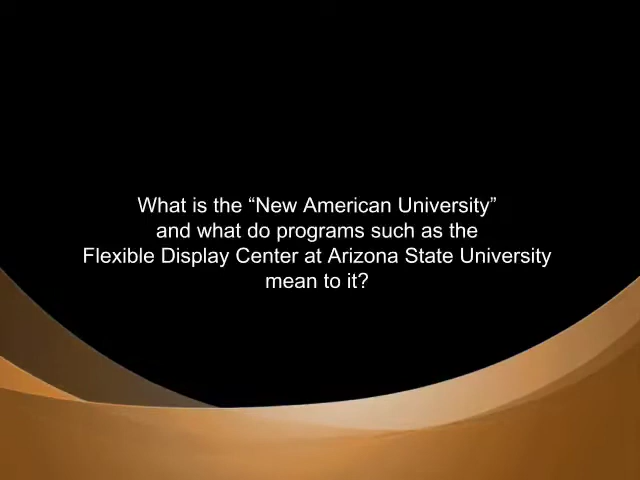 What is the “New American University”
and what do programs such as the
Flexible Display Center at Arizona State University
mean to it?